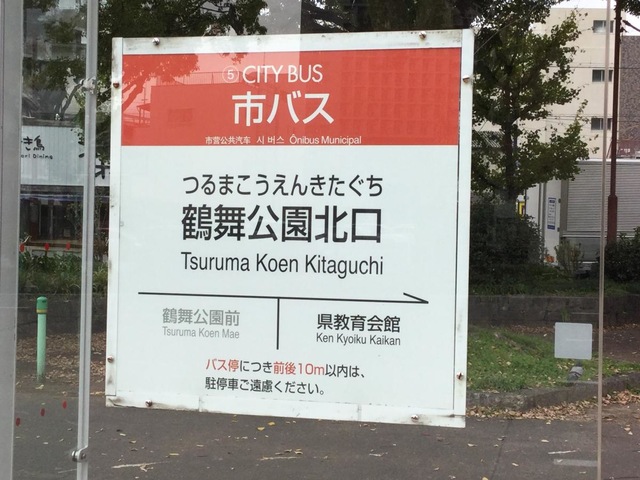 ⑤ CITY BUS
市バス
市营公共汽车 시 버스 Ônibus Municipal
つるまこうえんきたぐち
鶴舞公園北口
Tsuruma Koen Kitaguchi
鶴舞公園前
Tsuruma Koen Mae
県教育会館
Ken Kyoiku Kaikan
バス停につき前後10m以内は、
駐停車ご遠慮ください。